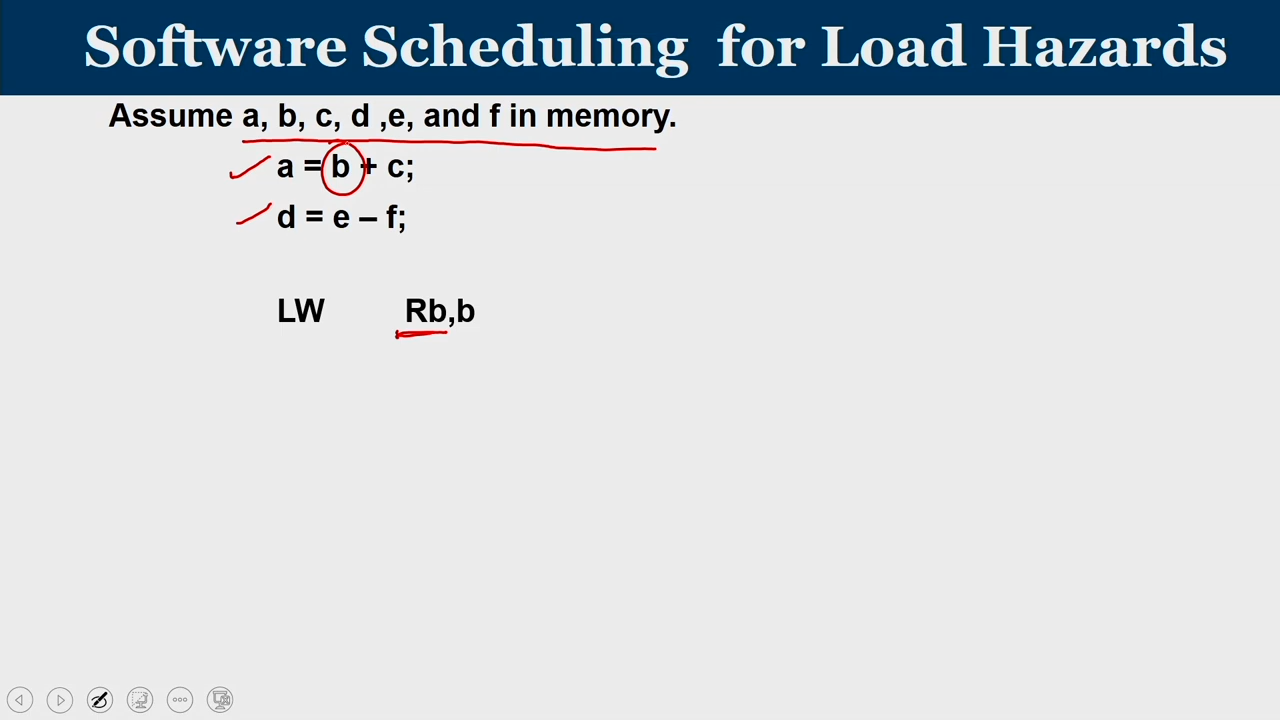 Software Scheduling for Load Hazards
Assume a, b, c, d ,e, and f in memory.
a = b + c;
d = e – f;
LW Rb,b